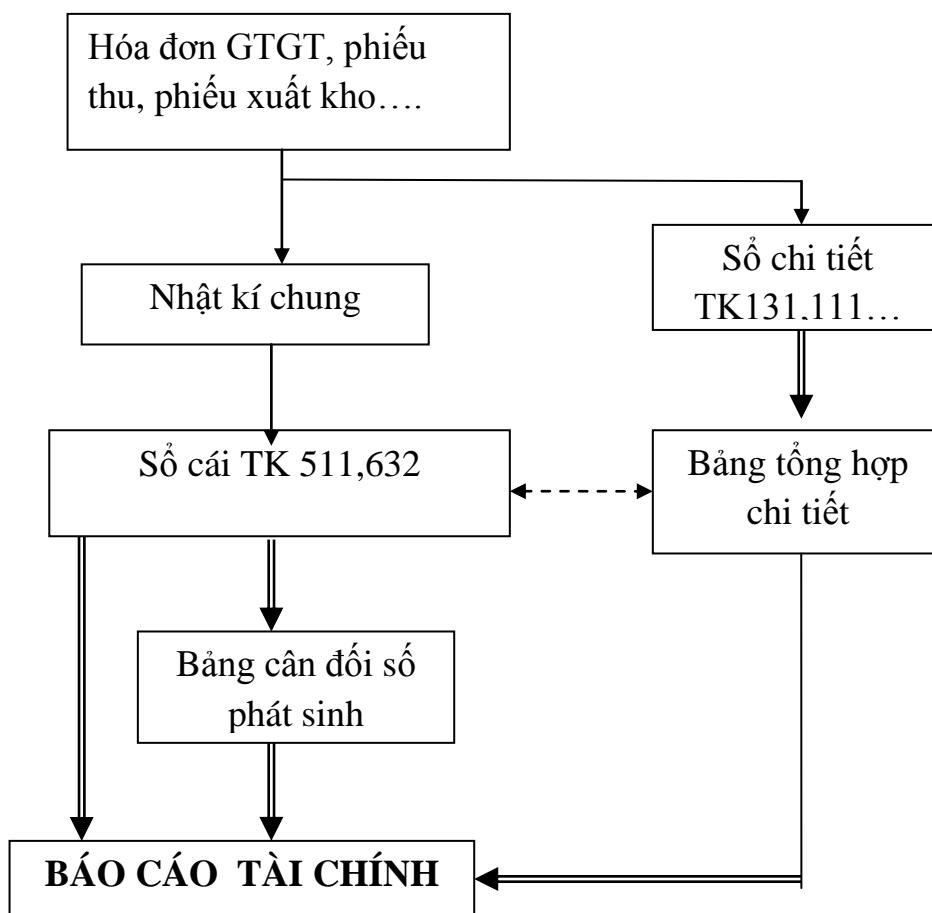 Hóa đơn GTGT, phiếu
thu, phiếu xuất kho….
Nhật kí chung
Sổ chi tiết
TK131,111…
Sổ cái TK 511,632
Bảng tổng hợp
chi tiết
Bảng cân đối số
phát sinh
BÁO CÁO TÀI CHÍNH